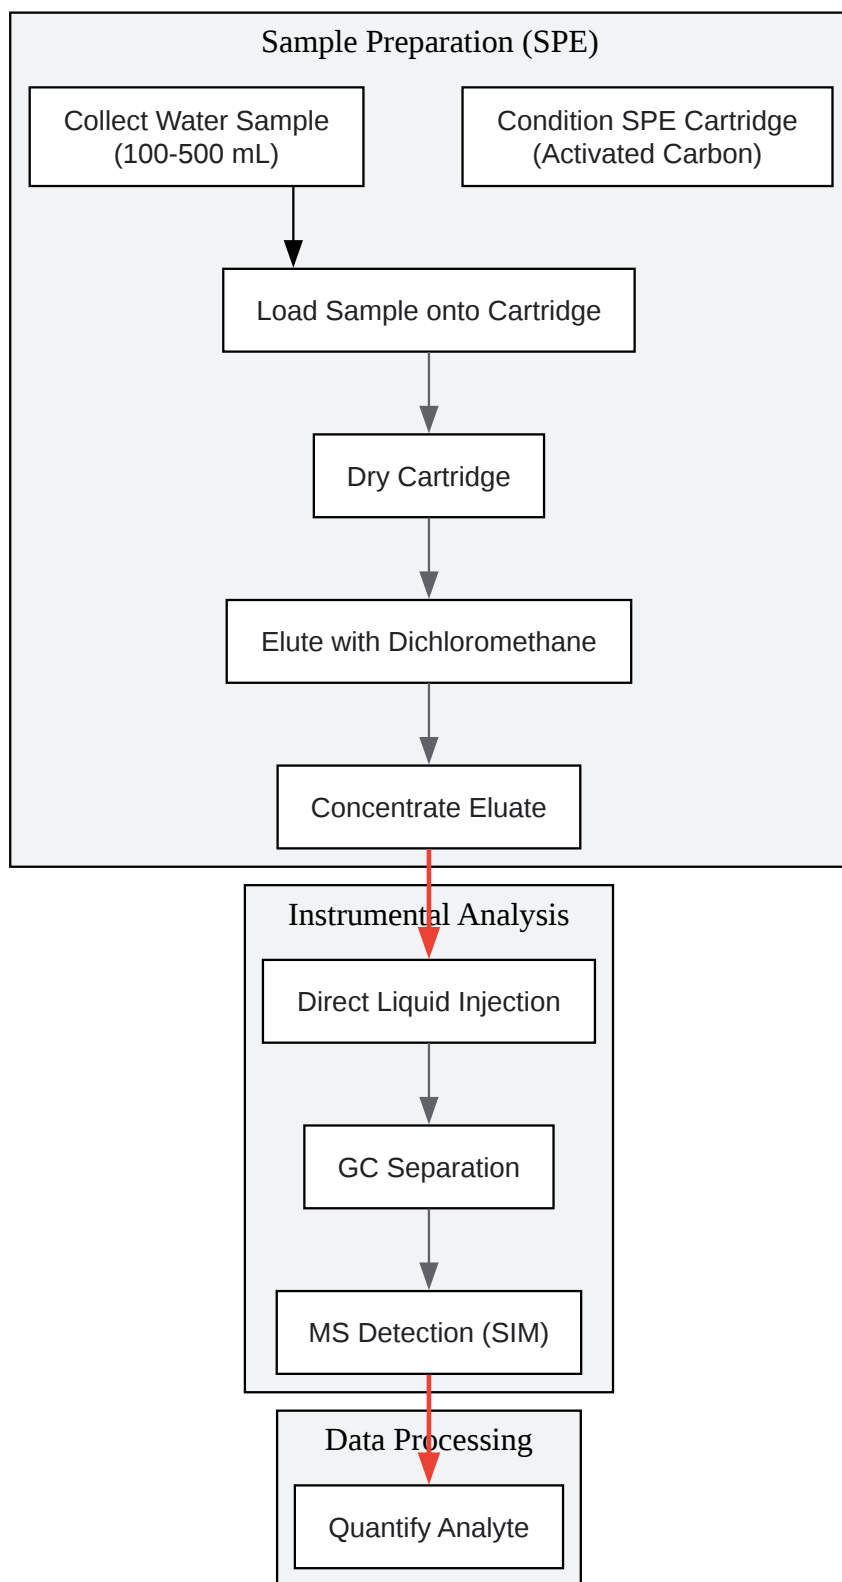 Sample Preparation (SPE)
Collect Water Sample
(100-500 mL)
Condition SPE Cartridge
(Activated Carbon)
Load Sample onto Cartridge
Dry Cartridge
Elute with Dichloromethane
Concentrate Eluate
Instrumental Analysis
Direct Liquid Injection
GC Separation
MS Detection (SIM)
Data Processing
Quantify Analyte